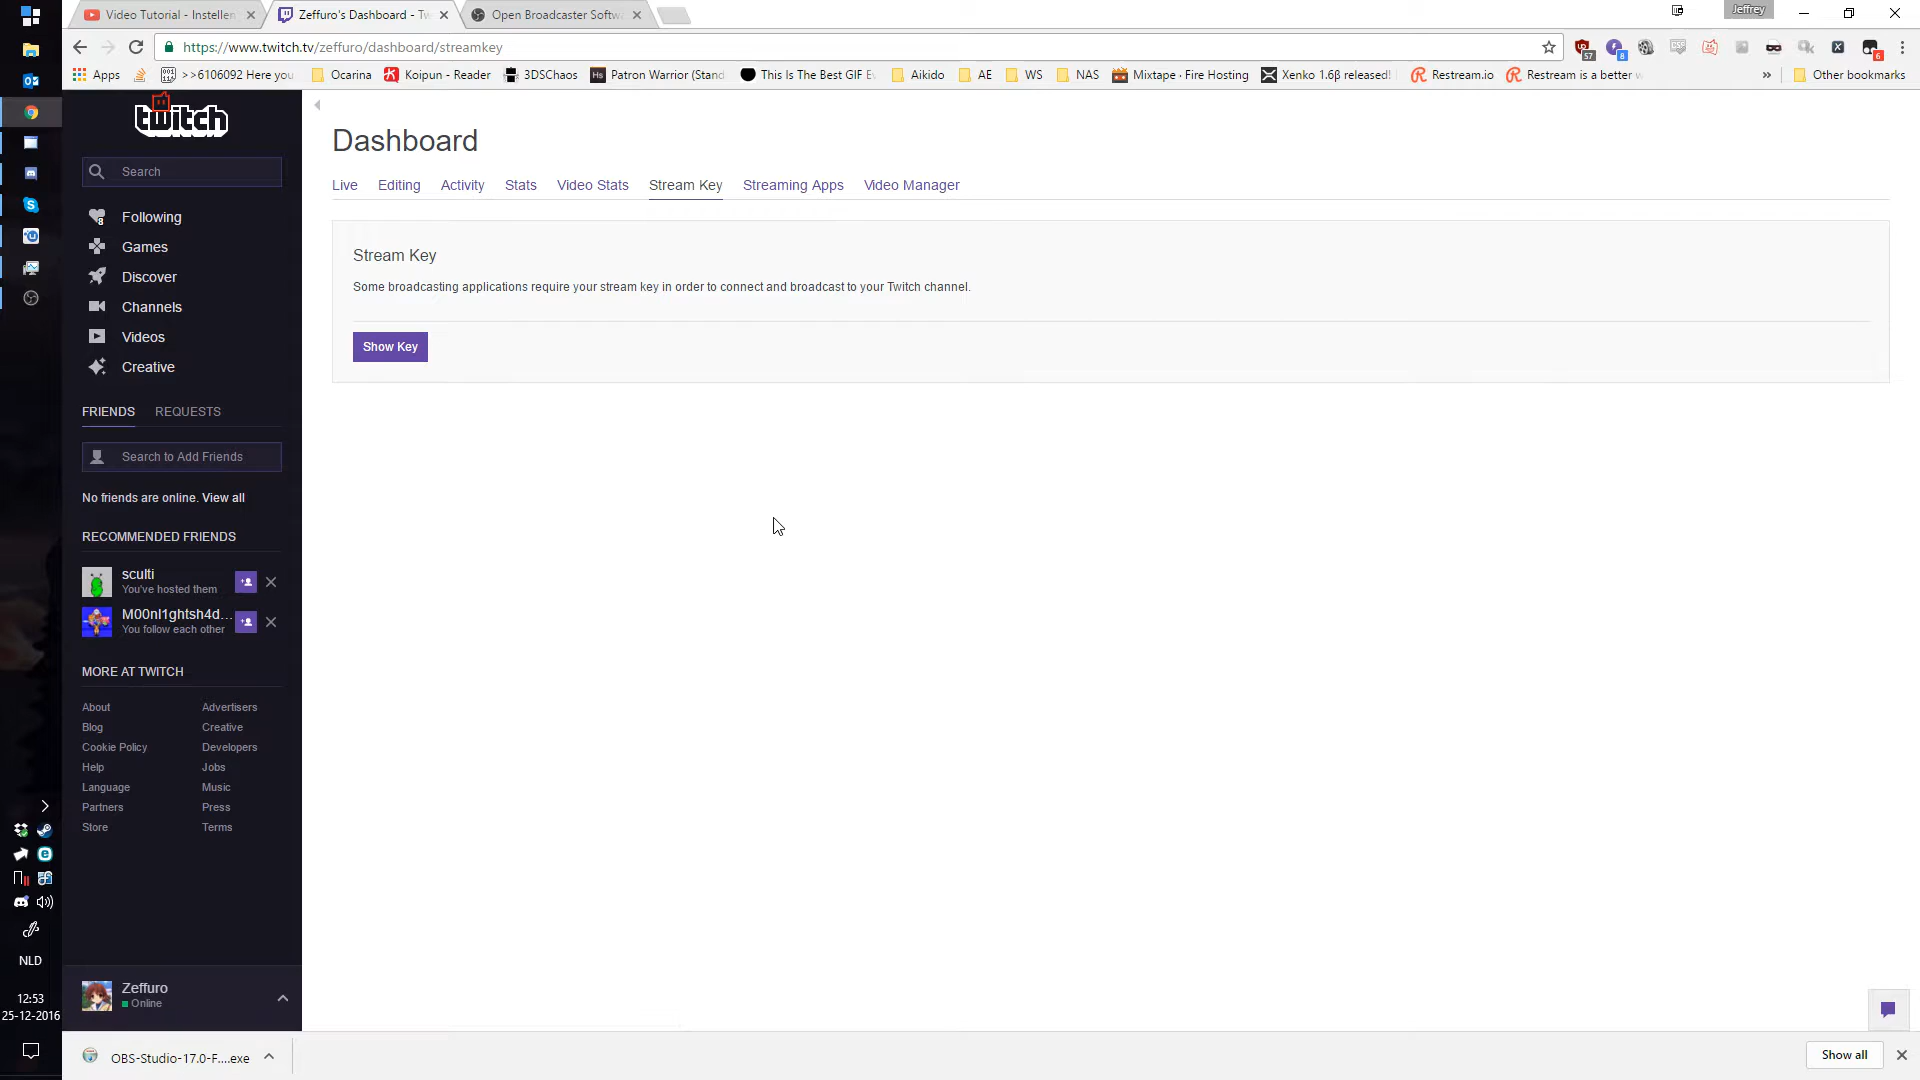 Video Tutorial - Instellen
Zeffuro's Dashboard - Tw
Open Broadcaster Softwa
Jeffrey
https://www.twitch.tv/zeffuro/dashboard/streamkey
57
8
6
Apps
>>6106092 Here you
Ocarina
Koipun - Reader
3DSChaos
Hs
Patron Warrior (Stand
This Is The Best GIF E
Aikido
AE
WS
NAS
Mixtape · Fire Hosting
Xenko 1.6β released!
Restream.io
Restream is a better w
»
Other bookmarks
twitch
Search
Following
8
Games
Discover
Channels
Videos
Creative
FRIENDS
REQUESTS
Search to Add Friends
No friends are online. View all
RECOMMENDED FRIENDS
sculti
You've hosted them
M00nl1ghtsh4d...
You follow each other
MORE AT TWITCH
About
Advertisers
Blog
Creative
Cookie Policy
Developers
Help
Jobs
Language
Music
Partners
Press
Store
Terms
Zeffuro
Online
Dashboard
Live
Editing
Activity
Stats
Video Stats
Stream Key
Streaming Apps
Video Manager
Stream Key
Some broadcasting applications require your stream key in order to connect and broadcast to your Twitch channel.
Show Key
NLD
12:53
25-12-2016
OBS-Studio-17.0-F....exe
Show all